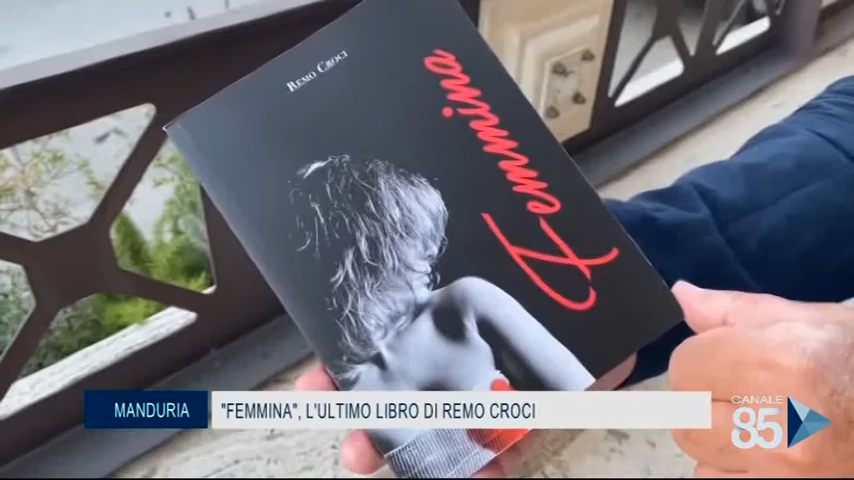 REMO CROCI
Femmina
MANDURIA
"FEMMINA", L'ULTIMO LIBRO DI REMO CROCI
CANALE
85